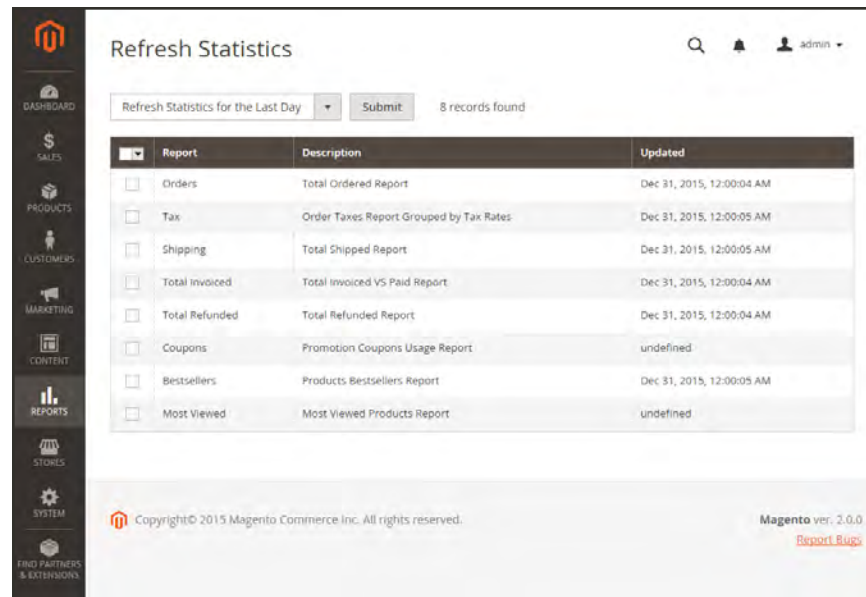 Refresh Statistics
admin
Refresh Statistics for the Last Day
Submit
8 records found
Report Description Updated
Orders Total Ordered Report Dec 31, 2015, 12:00:04 AM
Tax Order Taxes Report Grouped by Tax Rates Dec 31, 2015, 12:00:05 AM
Shipping Total Shipped Report Dec 31, 2015, 12:00:05 AM
Total Invoiced Total Invoiced VS Paid Report Dec 31, 2015, 12:00:04 AM
Total Refunded Total Refunded Report Dec 31, 2015, 12:00:04 AM
Coupons Promotion Coupons Usage Report undefined
Bestsellers Products Bestsellers Report Dec 31, 2015, 12:00:05 AM
Most Viewed Most Viewed Products Report undefined
DASHBOARD
$
SALES
PRODUCTS
CUSTOMERS
MARKETING
CONTENT
REPORTS
STORES
SYSTEM
FIND PARTNERS
& EXTENSIONS
Copyright© 2015 Magento Commerce Inc. All rights reserved.
Magento ver. 2.0.0
Report Bugs